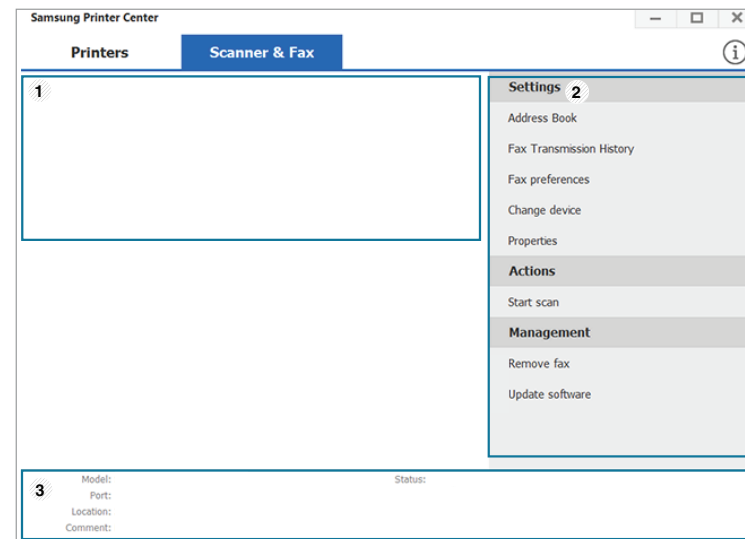 Samsung Printer Center
Printers
Scanner & Fax
i
1
Settings 2
Address Book
Fax Transmission History
Fax preferences
Change device
Properties
Actions
Start scan
Management
Remove fax
Update software
3
Model:
Status:
Port:
Location:
Comment: